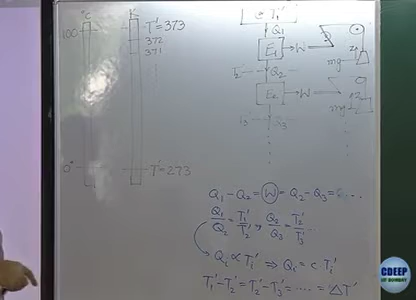 °C K
100 T' = 373
372
371
0° T' = 273
T₁'
Q₁
E₁ → W
T₂' Q₂
E₂ → W
T₃' Q₃
mg
mg
Q₁ - Q₂ = W = Q₂ - Q₃ = ....
Q₁/Q₂ = T₁'/T₂' , Q₂/Q₃ = T₂'/T₃' ..
Qᵢ ∝ Tᵢ' ⇒ Qᵢ = c Tᵢ'
T₁' - T₂' = T₂' - T₃' = ..... = ΔT'
CDEEP
IIT BOMBAY